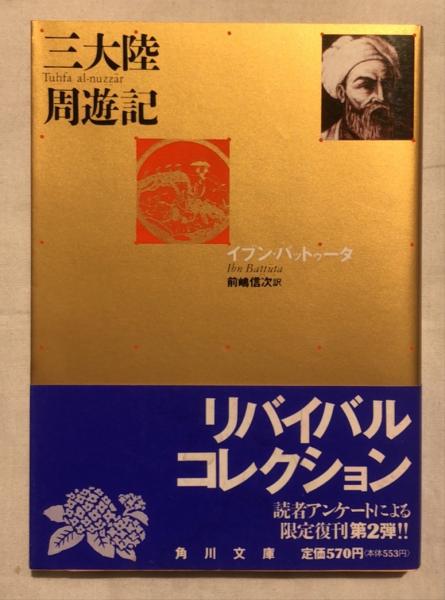 三大陸
Tuhfa al-nuzzār
周遊記
イブン・バットゥータ
Ibn Battuta
前嶋信次訳
リバイバル
コレクション
読者アンケートによる
限定復刊第2弾!!
角川文庫 定価570円〈本体553円〉